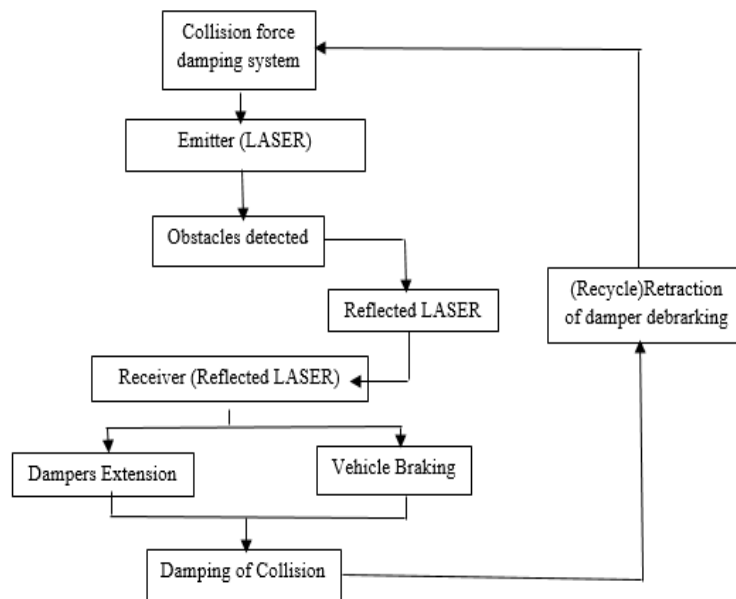 Collision force
damping system
Emitter (LASER)
Obstacles detected
Reflected LASER
(Recycle)Retraction
of damper debrarking
Receiver (Reflected LASER)
Dampers Extension
Vehicle Braking
Damping of Collision